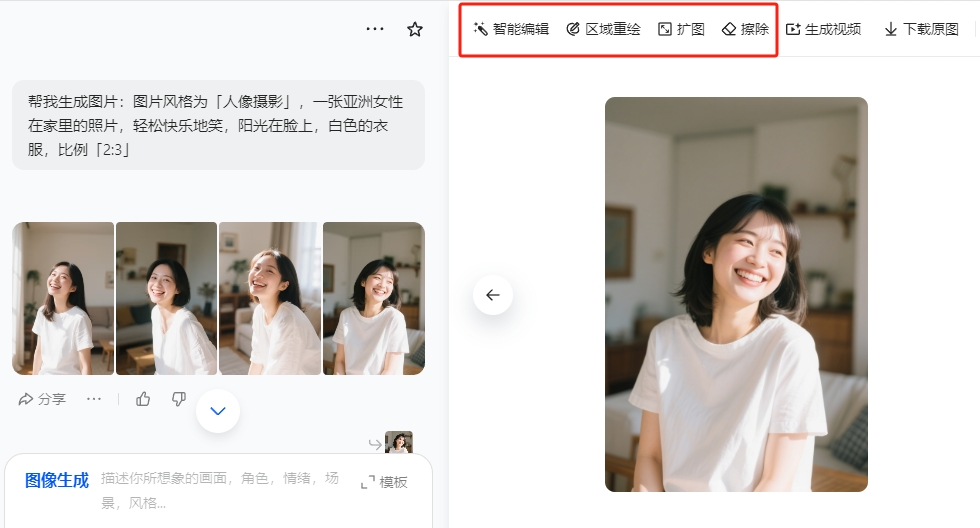 智能编辑 区域重绘 扩图 擦除 生成视频 下载原图
帮我生成图片：图片风格为「人像摄影」，一张亚洲女性
在家里的照片，轻松快乐地笑，阳光在脸上，白色的衣
服，比例「2:3」
分享
图像生成 描述你所想象的画面，角色，情绪，场 模板
景，风格...